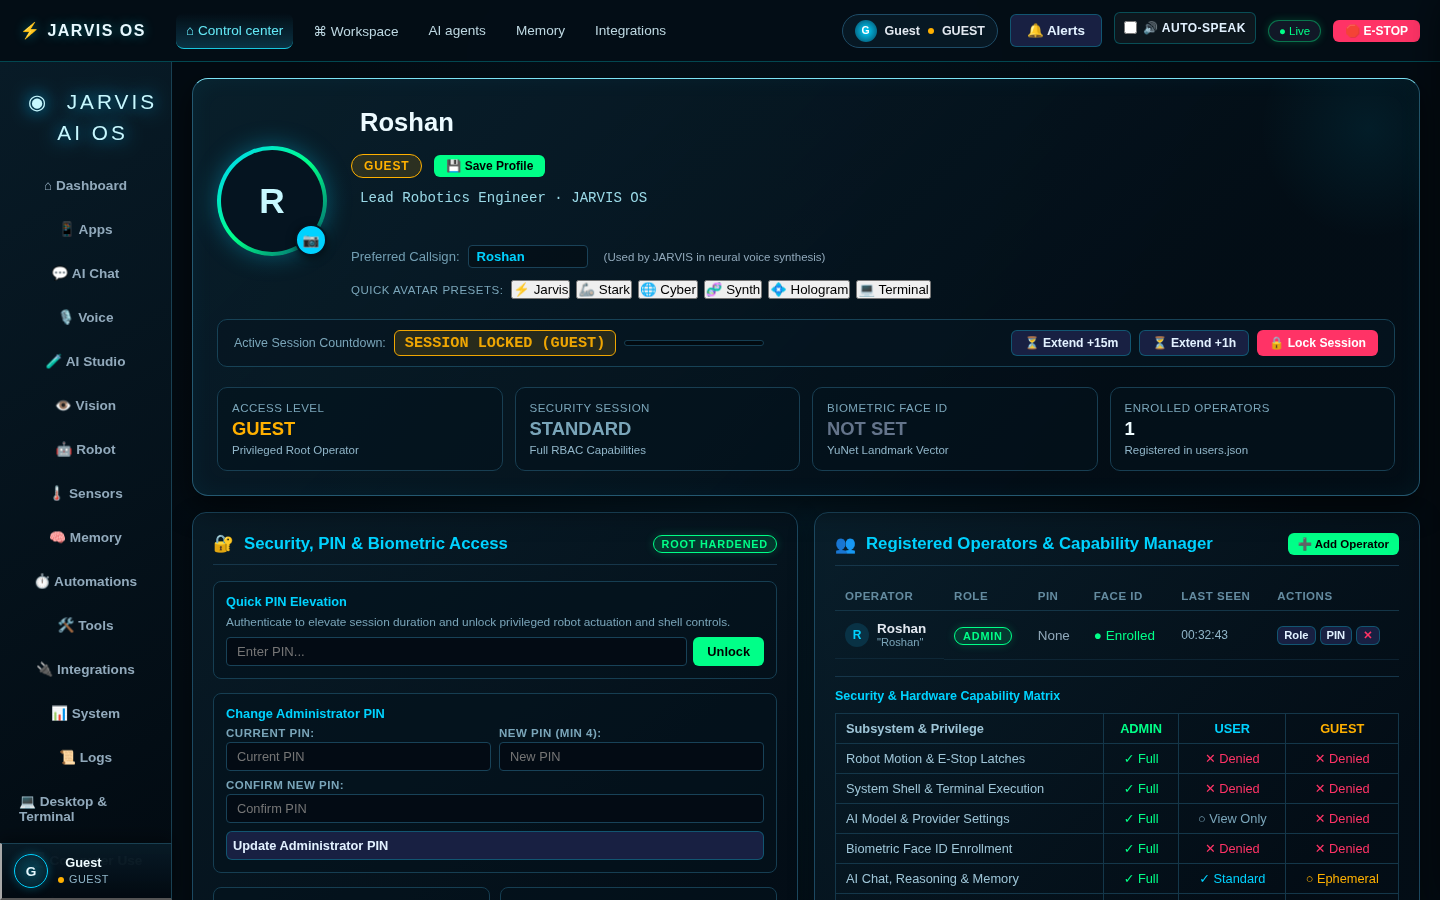 ⚡ JARVIS OS
⌂ Control center
⌘ Workspace
AI agents
Memory
Integrations
G Guest ● GUEST
🔔 Alerts
🔊 AUTO-SPEAK
● Live
🛑 E-STOP
◉ JARVIS
AI OS
⌂ Dashboard
📱 Apps
💬 AI Chat
🎙️ Voice
🧪 AI Studio
👁️ Vision
🤖 Robot
🌡️ Sensors
🧠 Memory
⏱️ Automations
🛠️ Tools
🔌 Integrations
📊 System
📜 Logs
💻 Desktop &
Terminal
G Guest
● GUEST
Roshan
R
GUEST
💾 Save Profile
Lead Robotics Engineer · JARVIS OS
📷
Preferred Callsign: Roshan (Used by JARVIS in neural voice synthesis)
QUICK AVATAR PRESETS: ⚡ Jarvis 🦾 Stark 🌐 Cyber 🧬 Synth 💠 Hologram 💻 Terminal
Active Session Countdown: SESSION LOCKED (GUEST)
⏳ Extend +15m
⏳ Extend +1h
🔒 Lock Session
ACCESS LEVEL
GUEST
Privileged Root Operator
SECURITY SESSION
STANDARD
Full RBAC Capabilities
BIOMETRIC FACE ID
NOT SET
YuNet Landmark Vector
ENROLLED OPERATORS
1
Registered in users.json
🔐 Security, PIN & Biometric Access
ROOT HARDENED
Quick PIN Elevation
Authenticate to elevate session duration and unlock privileged robot actuation and shell controls.
Enter PIN...
Unlock
Change Administrator PIN
CURRENT PIN: NEW PIN (MIN 4):
Current PIN New PIN
CONFIRM NEW PIN:
Confirm PIN
Update Administrator PIN
👥 Registered Operators & Capability Manager
➕ Add Operator
OPERATOR ROLE PIN FACE ID LAST SEEN ACTIONS
R Roshan ADMIN None ● Enrolled 00:32:43 Role PIN ✕
"Roshan"
Security & Hardware Capability Matrix
Subsystem & Privilege ADMIN USER GUEST
Robot Motion & E-Stop Latches ✓ Full ✕ Denied ✕ Denied
System Shell & Terminal Execution ✓ Full ✕ Denied ✕ Denied
AI Model & Provider Settings ✓ Full ○ View Only ✕ Denied
Biometric Face ID Enrollment ✓ Full ✕ Denied ✕ Denied
AI Chat, Reasoning & Memory ✓ Full ✓ Standard ○ Ephemeral